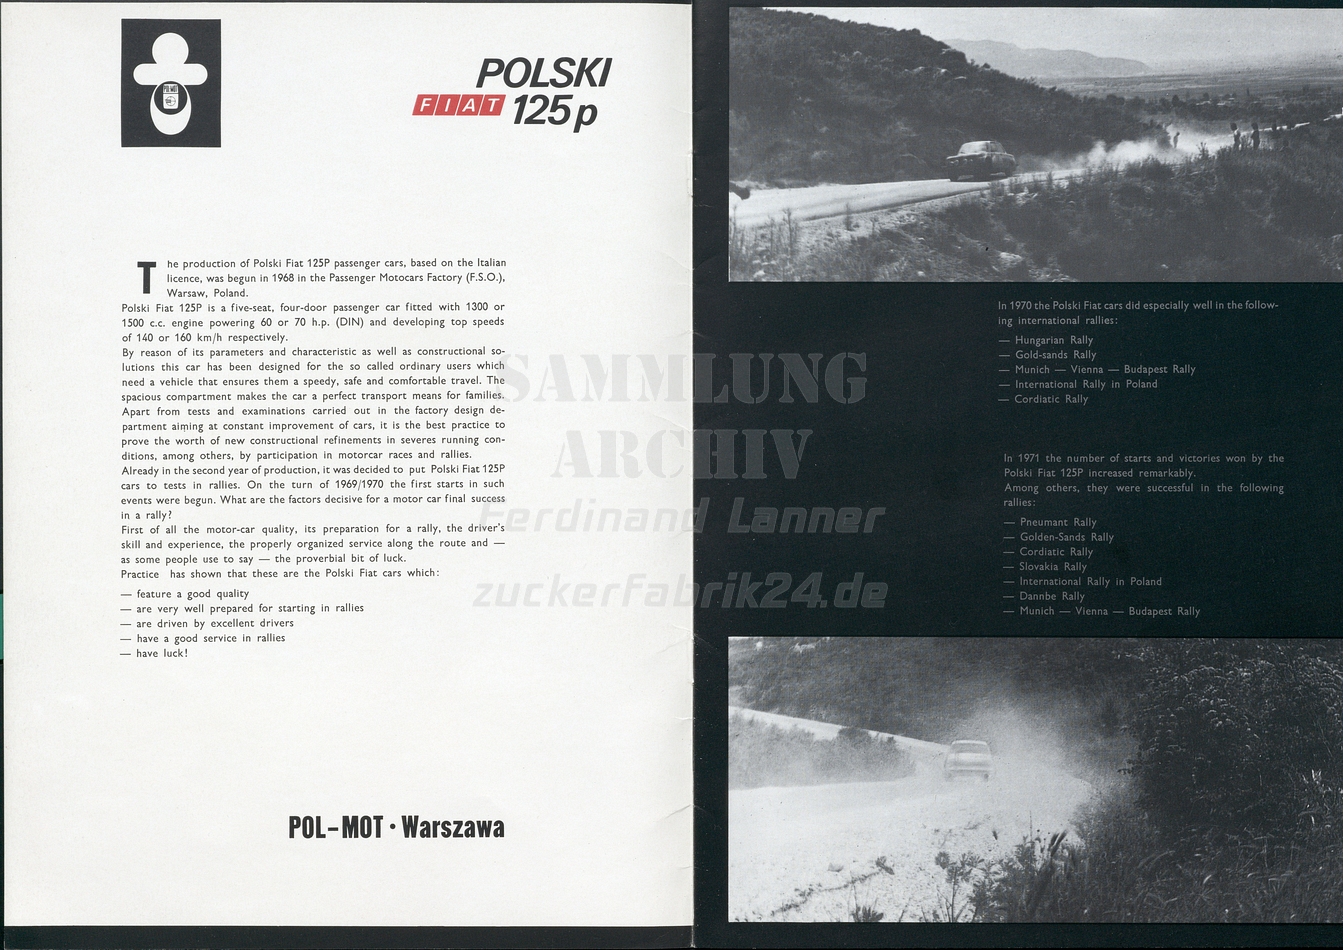 POL-MOT
POLSKI
FIAT 125p
The production of Polski Fiat 125P passenger cars, based on the Italian
licence, was begun in 1968 in the Passenger Motocars Factory (F.S.O.),
Warsaw, Poland.
Polski Fiat 125P is a five-seat, four-door passenger car fitted with 1300 or
1500 c.c. engine powering 60 or 70 h.p. (DIN) and developing top speeds
of 140 or 160 km/h respectively.
By reason of its parameters and characteristic as well as constructional so-
lutions this car has been designed for the so called ordinary users which
need a vehicle that ensures them a speedy, safe and comfortable travel. The
spacious compartment makes the car a perfect transport means for families.
Apart from tests and examinations carried out in the factory design de-
partment aiming at constant improvement of cars, it is the best practice to
prove the worth of new constructional refinements in severes running con-
ditions, among others, by participation in motorcar races and rallies.
Already in the second year of production, it was decided to put Polski Fiat 125P
cars to tests in rallies. On the turn of 1969/1970 the first starts in such
events were begun. What are the factors decisive for a motor car final success
in a rally?
First of all the motor-car quality, its preparation for a rally, the driver's
skill and experience, the properly organized service along the route and —
as some people use to say — the proverbial bit of luck.
Practice has shown that these are the Polski Fiat cars which:
— feature a good quality
— are very well prepared for starting in rallies
— are driven by excellent drivers
— have a good service in rallies
— have luck!
POL-MOT · Warszawa
In 1970 the Polski Fiat cars did especially well in the follow-
ing international rallies:
— Hungarian Rally
— Gold-sands Rally
— Munich — Vienna — Budapest Rally
— International Rally in Poland
— Cordiatic Rally
In 1971 the number of starts and victories won by the
Polski Fiat 125P increased remarkably.
Among others, they were successful in the following
rallies:
— Pneumant Rally
— Golden-Sands Rally
— Cordiatic Rally
— Slovakia Rally
— International Rally in Poland
— Dannbe Rally
— Munich — Vienna — Budapest Rally
SAMMLUNG
ARCHIV
Ferdinand Lanner
zuckerfabrik24.de